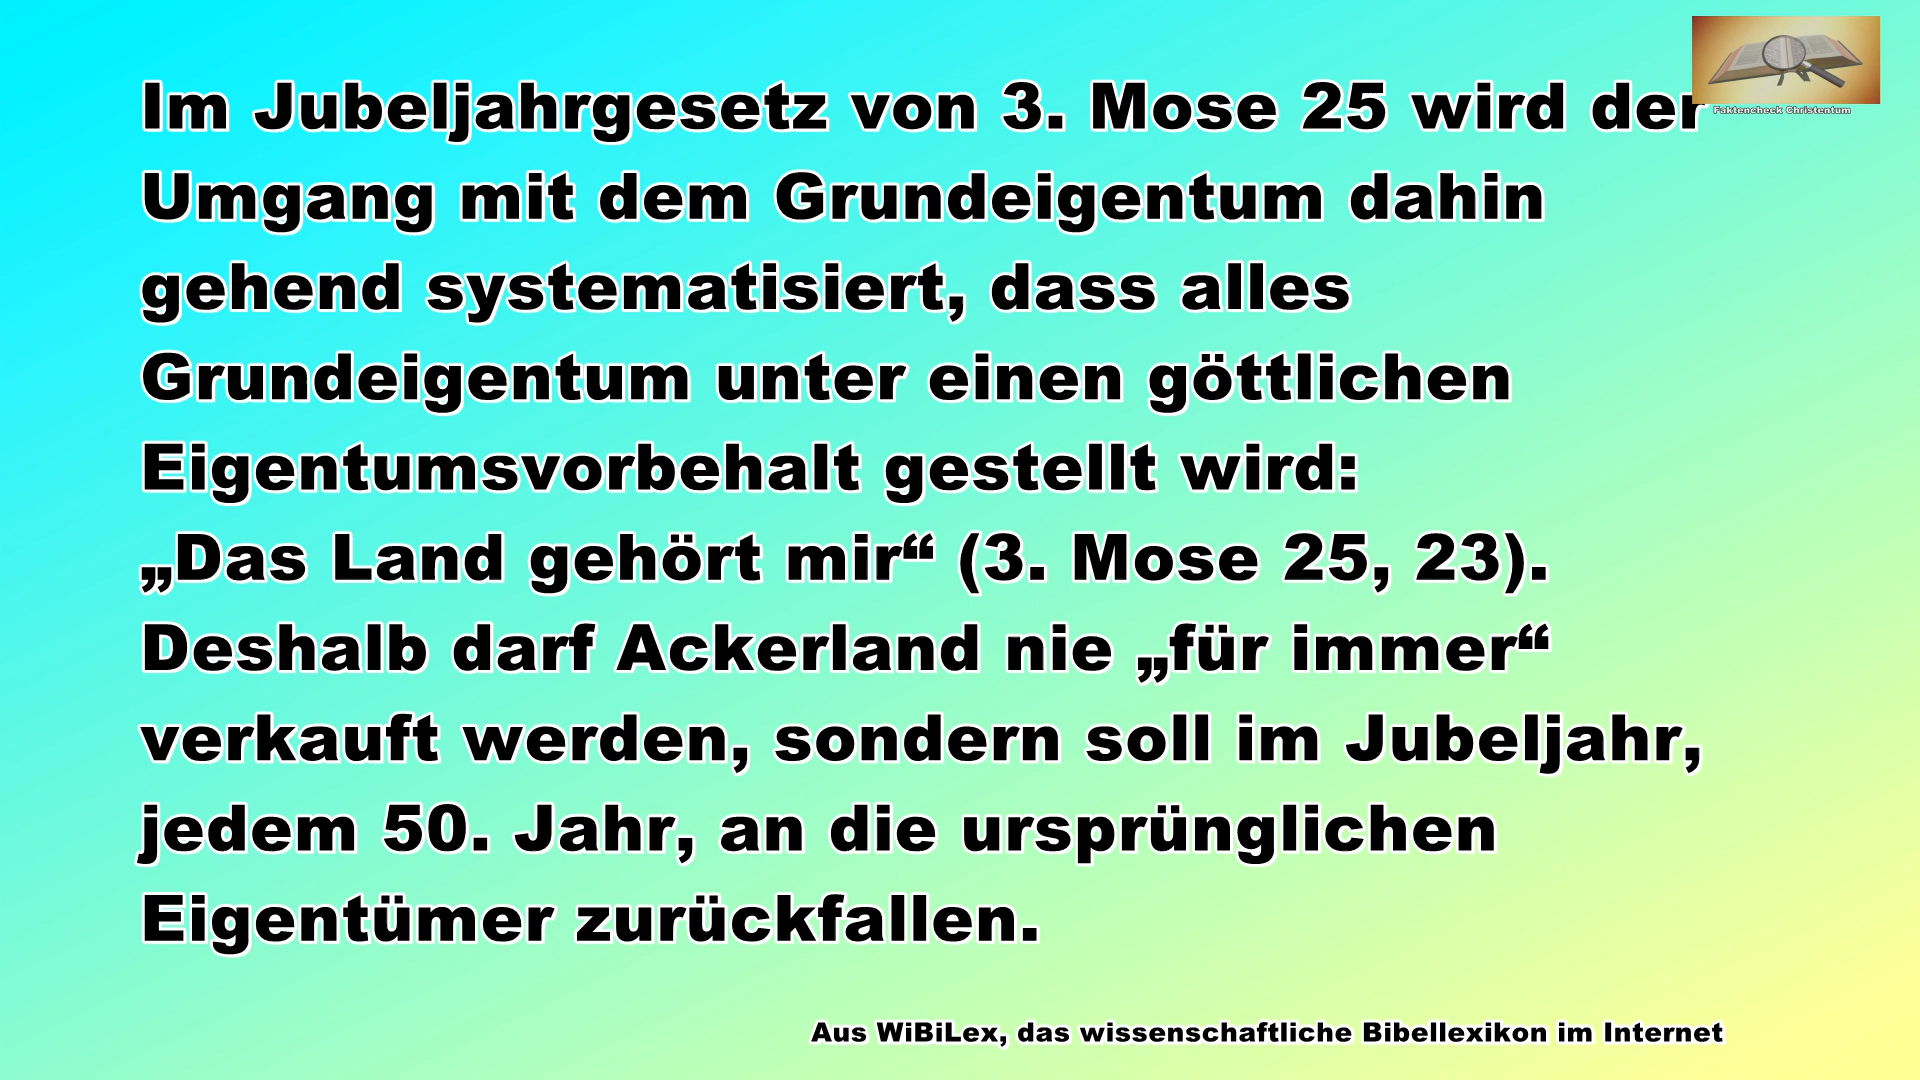 Im Jubeljahrgesetz von 3. Mose 25 wird der
Umgang mit dem Grundeigentum dahin
gehend systematisiert, dass alles
Grundeigentum unter einen göttlichen
Eigentumsvorbehalt gestellt wird:
„Das Land gehört mir“ (3. Mose 25, 23).
Deshalb darf Ackerland nie „für immer“
verkauft werden, sondern soll im Jubeljahr,
jedem 50. Jahr, an die ursprünglichen
Eigentümer zurückfallen.
Aus WiBiLex, das wissenschaftliche Bibellexikon im Internet
Faktencheck Christentum